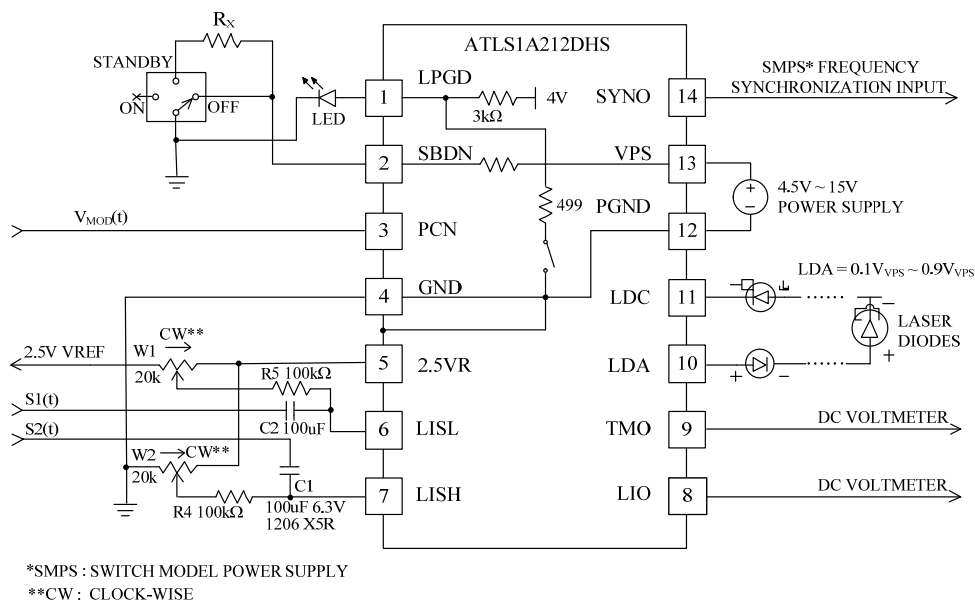 R_X
STANDBY
ON
OFF
LED
ATLS1A212DHS
1
LPGD
3kΩ
4V
SYNO
14
SMPS* FREQUENCY
SYNCHRONIZATION INPUT
2
SBDN
VPS
13
4.5V ~ 15V
POWER SUPPLY
+
−
499
PGND
12
V_MOD(t)
3
PCN
4
GND
LDC
11
LDA = 0.1V_VPS ~ 0.9V_VPS
−
LASER
DIODES
+
CW**
2.5V VREF
W1
20k
5
2.5VR
LDA
10
+
−
R5 100kΩ
S1(t)
C2 100uF
6
LISL
TMO
9
DC VOLTMETER
S2(t)
W2
CW**
20k
C1
100uF 6.3V
1206 X5R
R4 100kΩ
7
LISH
LIO
8
DC VOLTMETER
*SMPS : SWITCH MODEL POWER SUPPLY
**CW : CLOCK-WISE